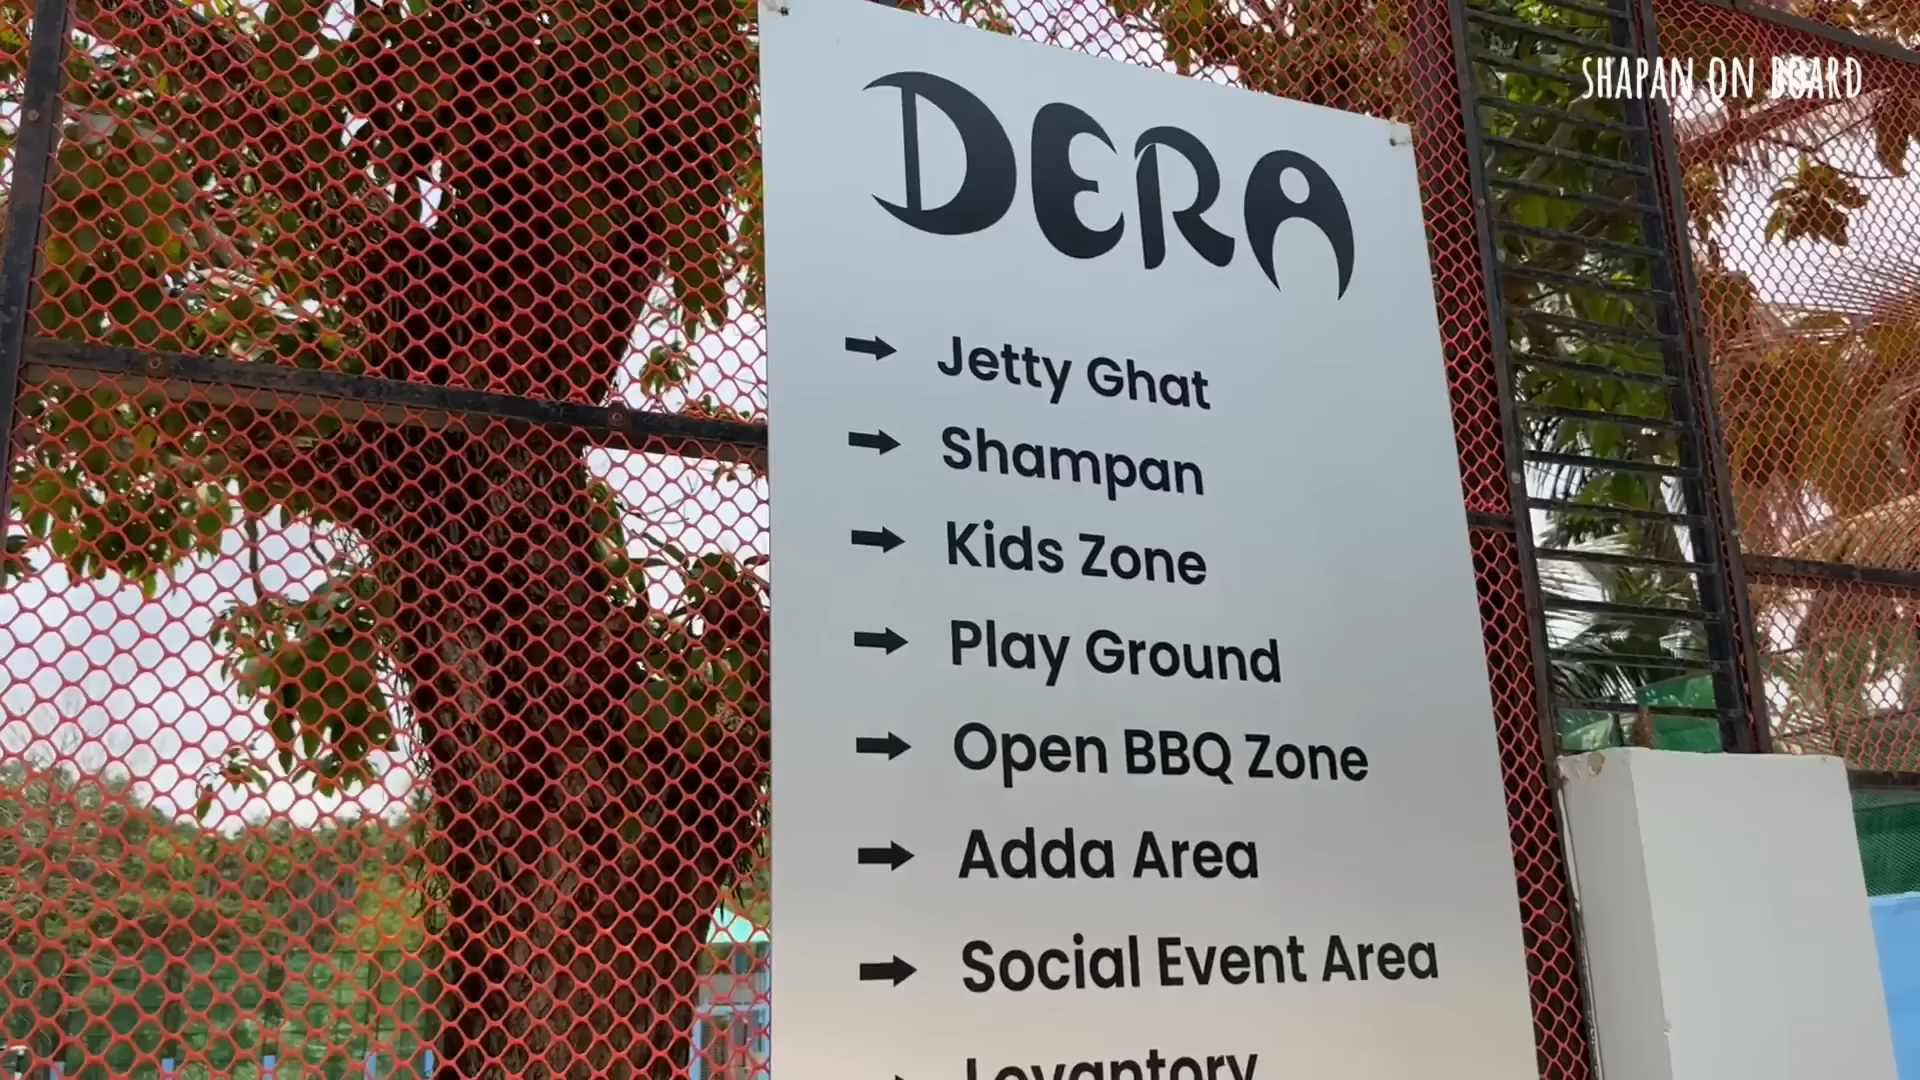 SHAPAN ON BOARD
DERA
Jetty Ghat
Shampan
Kids Zone
Play Ground
Open BBQ Zone
Adda Area
Social Event Area
Lovantory